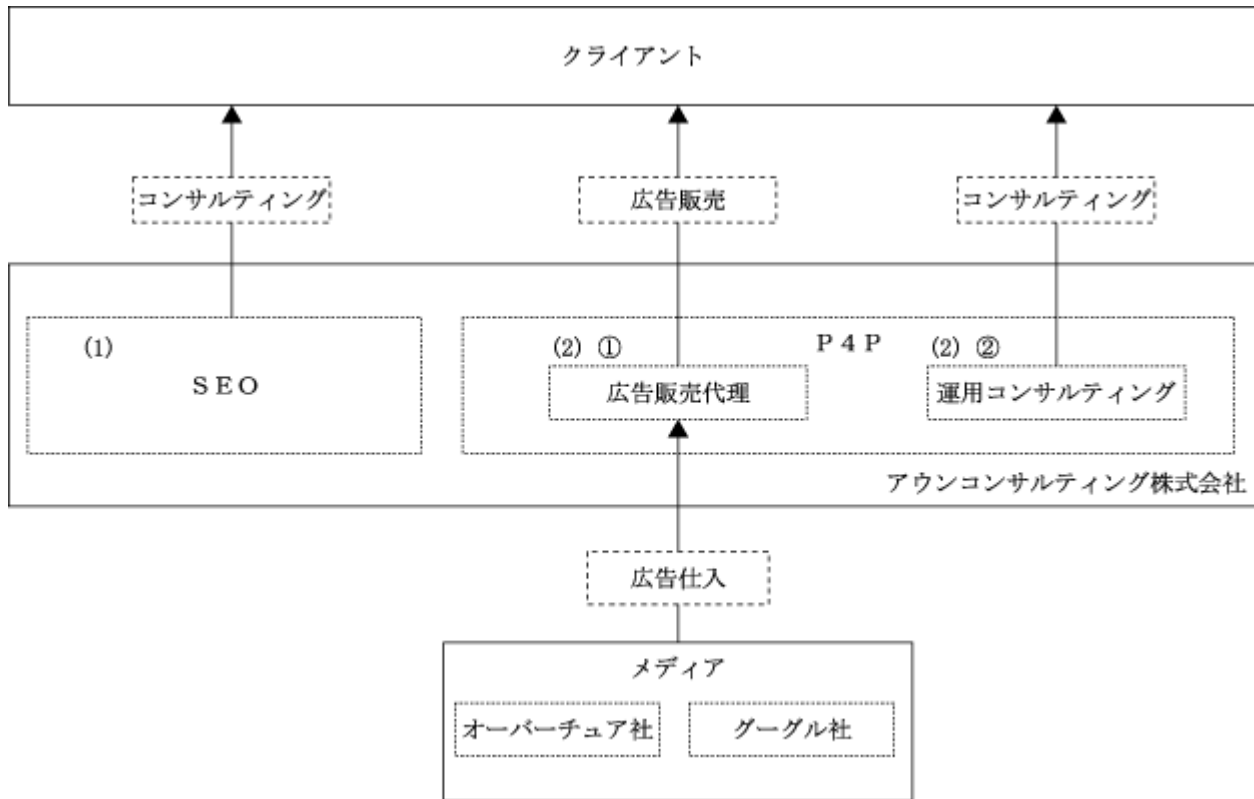 クライアント
コンサルティング
広告販売
コンサルティング
(1)
SEO
(2) ①
P4P
(2) ②
広告販売代理
運用コンサルティング
アウンコンサルティング株式会社
広告仕入
メディア
オーバーチュア社
グーグル社